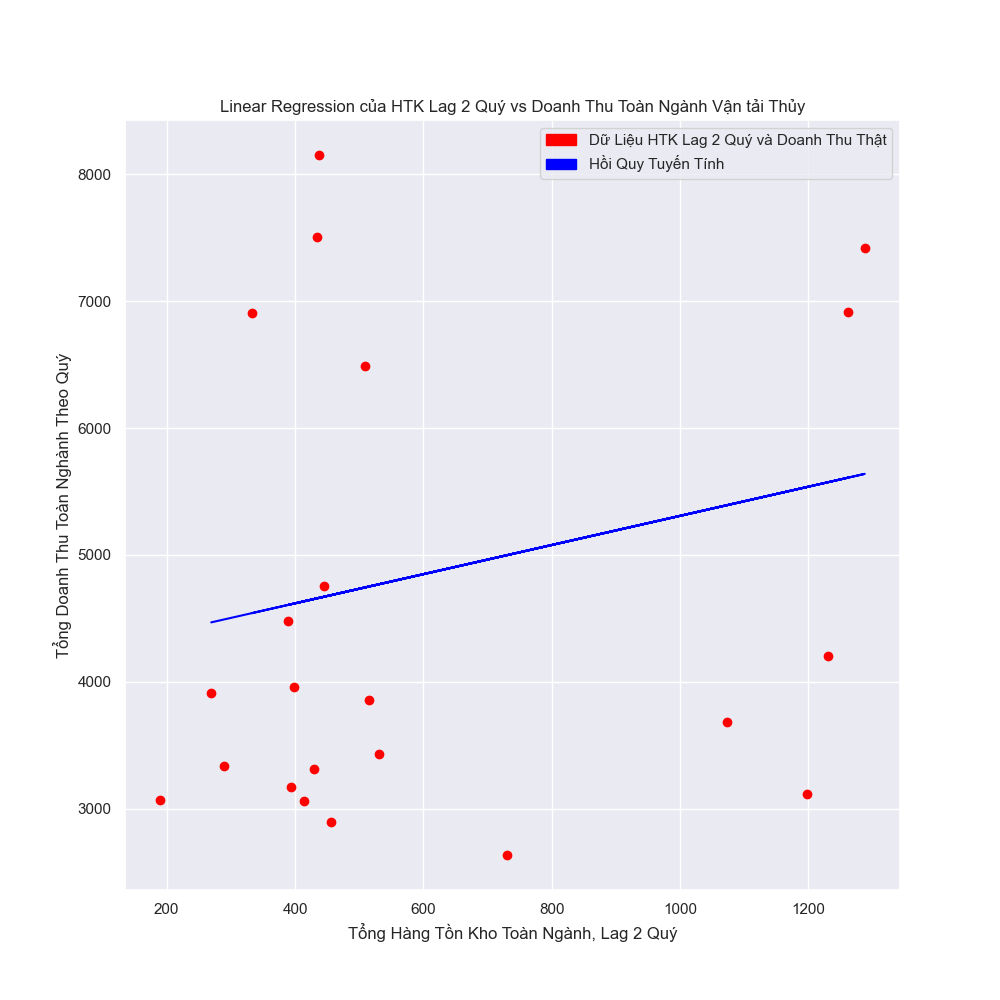 Linear Regression của HTK Lag 2 Quý vs Doanh Thu Toàn Ngành Vận tải Thủy
Dữ Liệu HTK Lag 2 Quý và Doanh Thu Thật
Hồi Quy Tuyến Tính
Tổng Doanh Thu Toàn Nghành Theo Quý
8000
7000
6000
5000
4000
3000
200 400 600 800 1000 1200
Tổng Hàng Tồn Kho Toàn Ngành, Lag 2 Quý